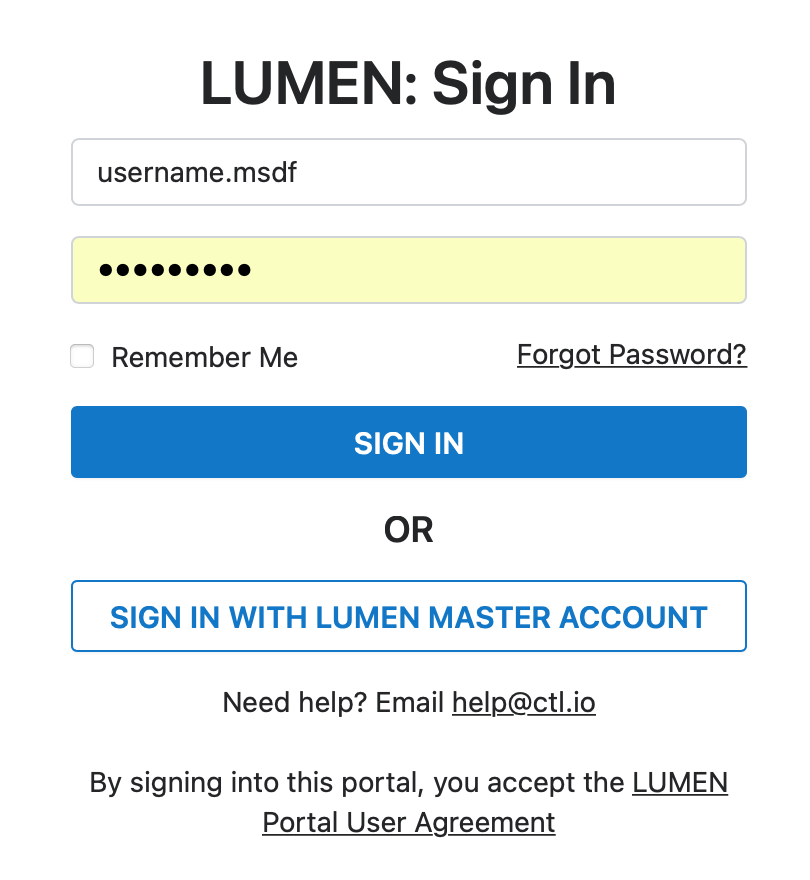 LUMEN: Sign In
username.msdf
•••••••••
Remember Me
Forgot Password?
SIGN IN
OR
SIGN IN WITH LUMEN MASTER ACCOUNT
Need help? Email help@ctl.io
By signing into this portal, you accept the LUMEN
Portal User Agreement